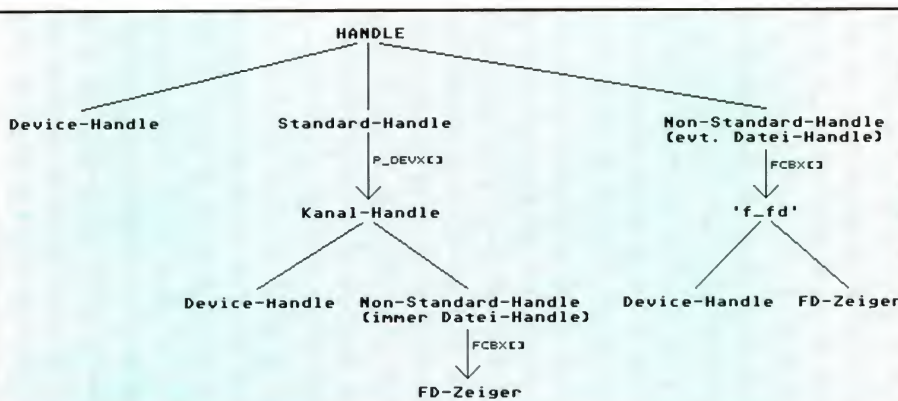 HANDLE
Device-Handle Standard-Handle Non-Standard-Handle
(evt. Datei-Handle)
P_DEVX[] FCBX[]
Kanal-Handle 'f_fd'
Device-Handle Non-Standard-Handle Device-Handle FD-Zeiger
(immer Datei-Handle)
FCBX[]
FD-Zeiger